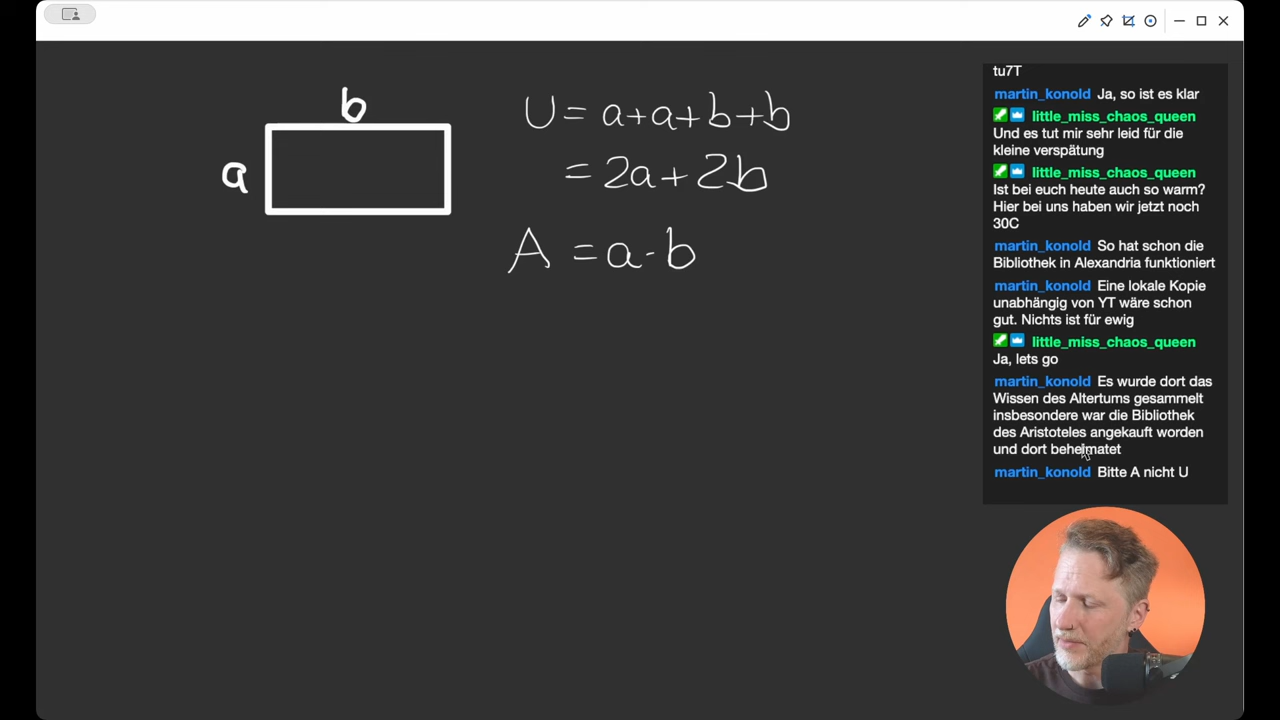 b
a
U = a+a+b+b
= 2a+2b
A = a·b
tu7T
martin_konold Ja, so ist es klar
little_miss_chaos_queen
Und es tut mir sehr leid für die
kleine verspätung
little_miss_chaos_queen
Ist bei euch heute auch so warm?
Hier bei uns haben wir jetzt noch
30C
martin_konold So hat schon die
Bibliothek in Alexandria funktioniert
martin_konold Eine lokale Kopie
unabhängig von YT wäre schon
gut. Nichts ist für ewig
little_miss_chaos_queen
Ja, lets go
martin_konold Es wurde dort das
Wissen des Altertums gesammelt
insbesondere war die Bibliothek
des Aristoteles angekauft worden
und dort beheimatet
martin_konold Bitte A nicht U